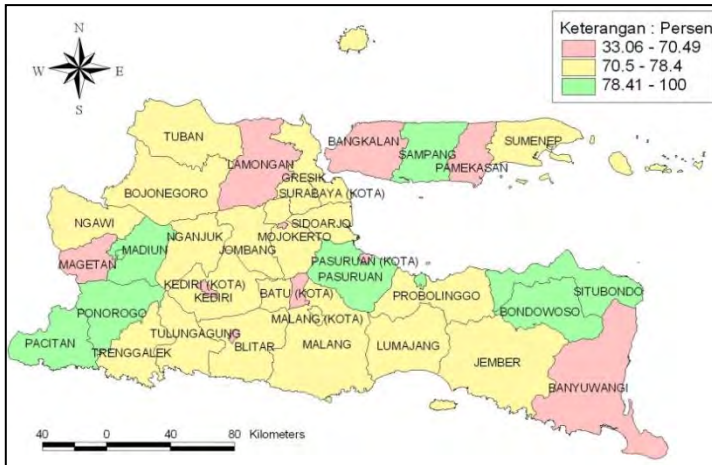 N
W E
S
Keterangan : Persen
33.06 - 70.49
70.5 - 78.4
78.41 - 100
TUBAN
LAMONGAN
BANGKALAN
SAMPANG
PAMEKASAN
SUMENEP
GRESIK
BOJONEGORO
SURABAYA (KOTA)
NGAWI
SIDOARJO
MADIUN
NGANJUK
MOJOKERTO
JOMBANG
MAGETAN
PASURUAN (KOTA)
PASURUAN
KEDIRI (KOTA)
KEDIRI
BATU (KOTA)
PROBOLINGGO
SITUBONDO
BONDOWOSO
PONOROGO
MALANG (KOTA)
TULUNGAGUNG
PACITAN
TRENGGALEK
BLITAR
MALANG
LUMAJANG
JEMBER
BANYUWANGI
40 0 40 80 Kilometers